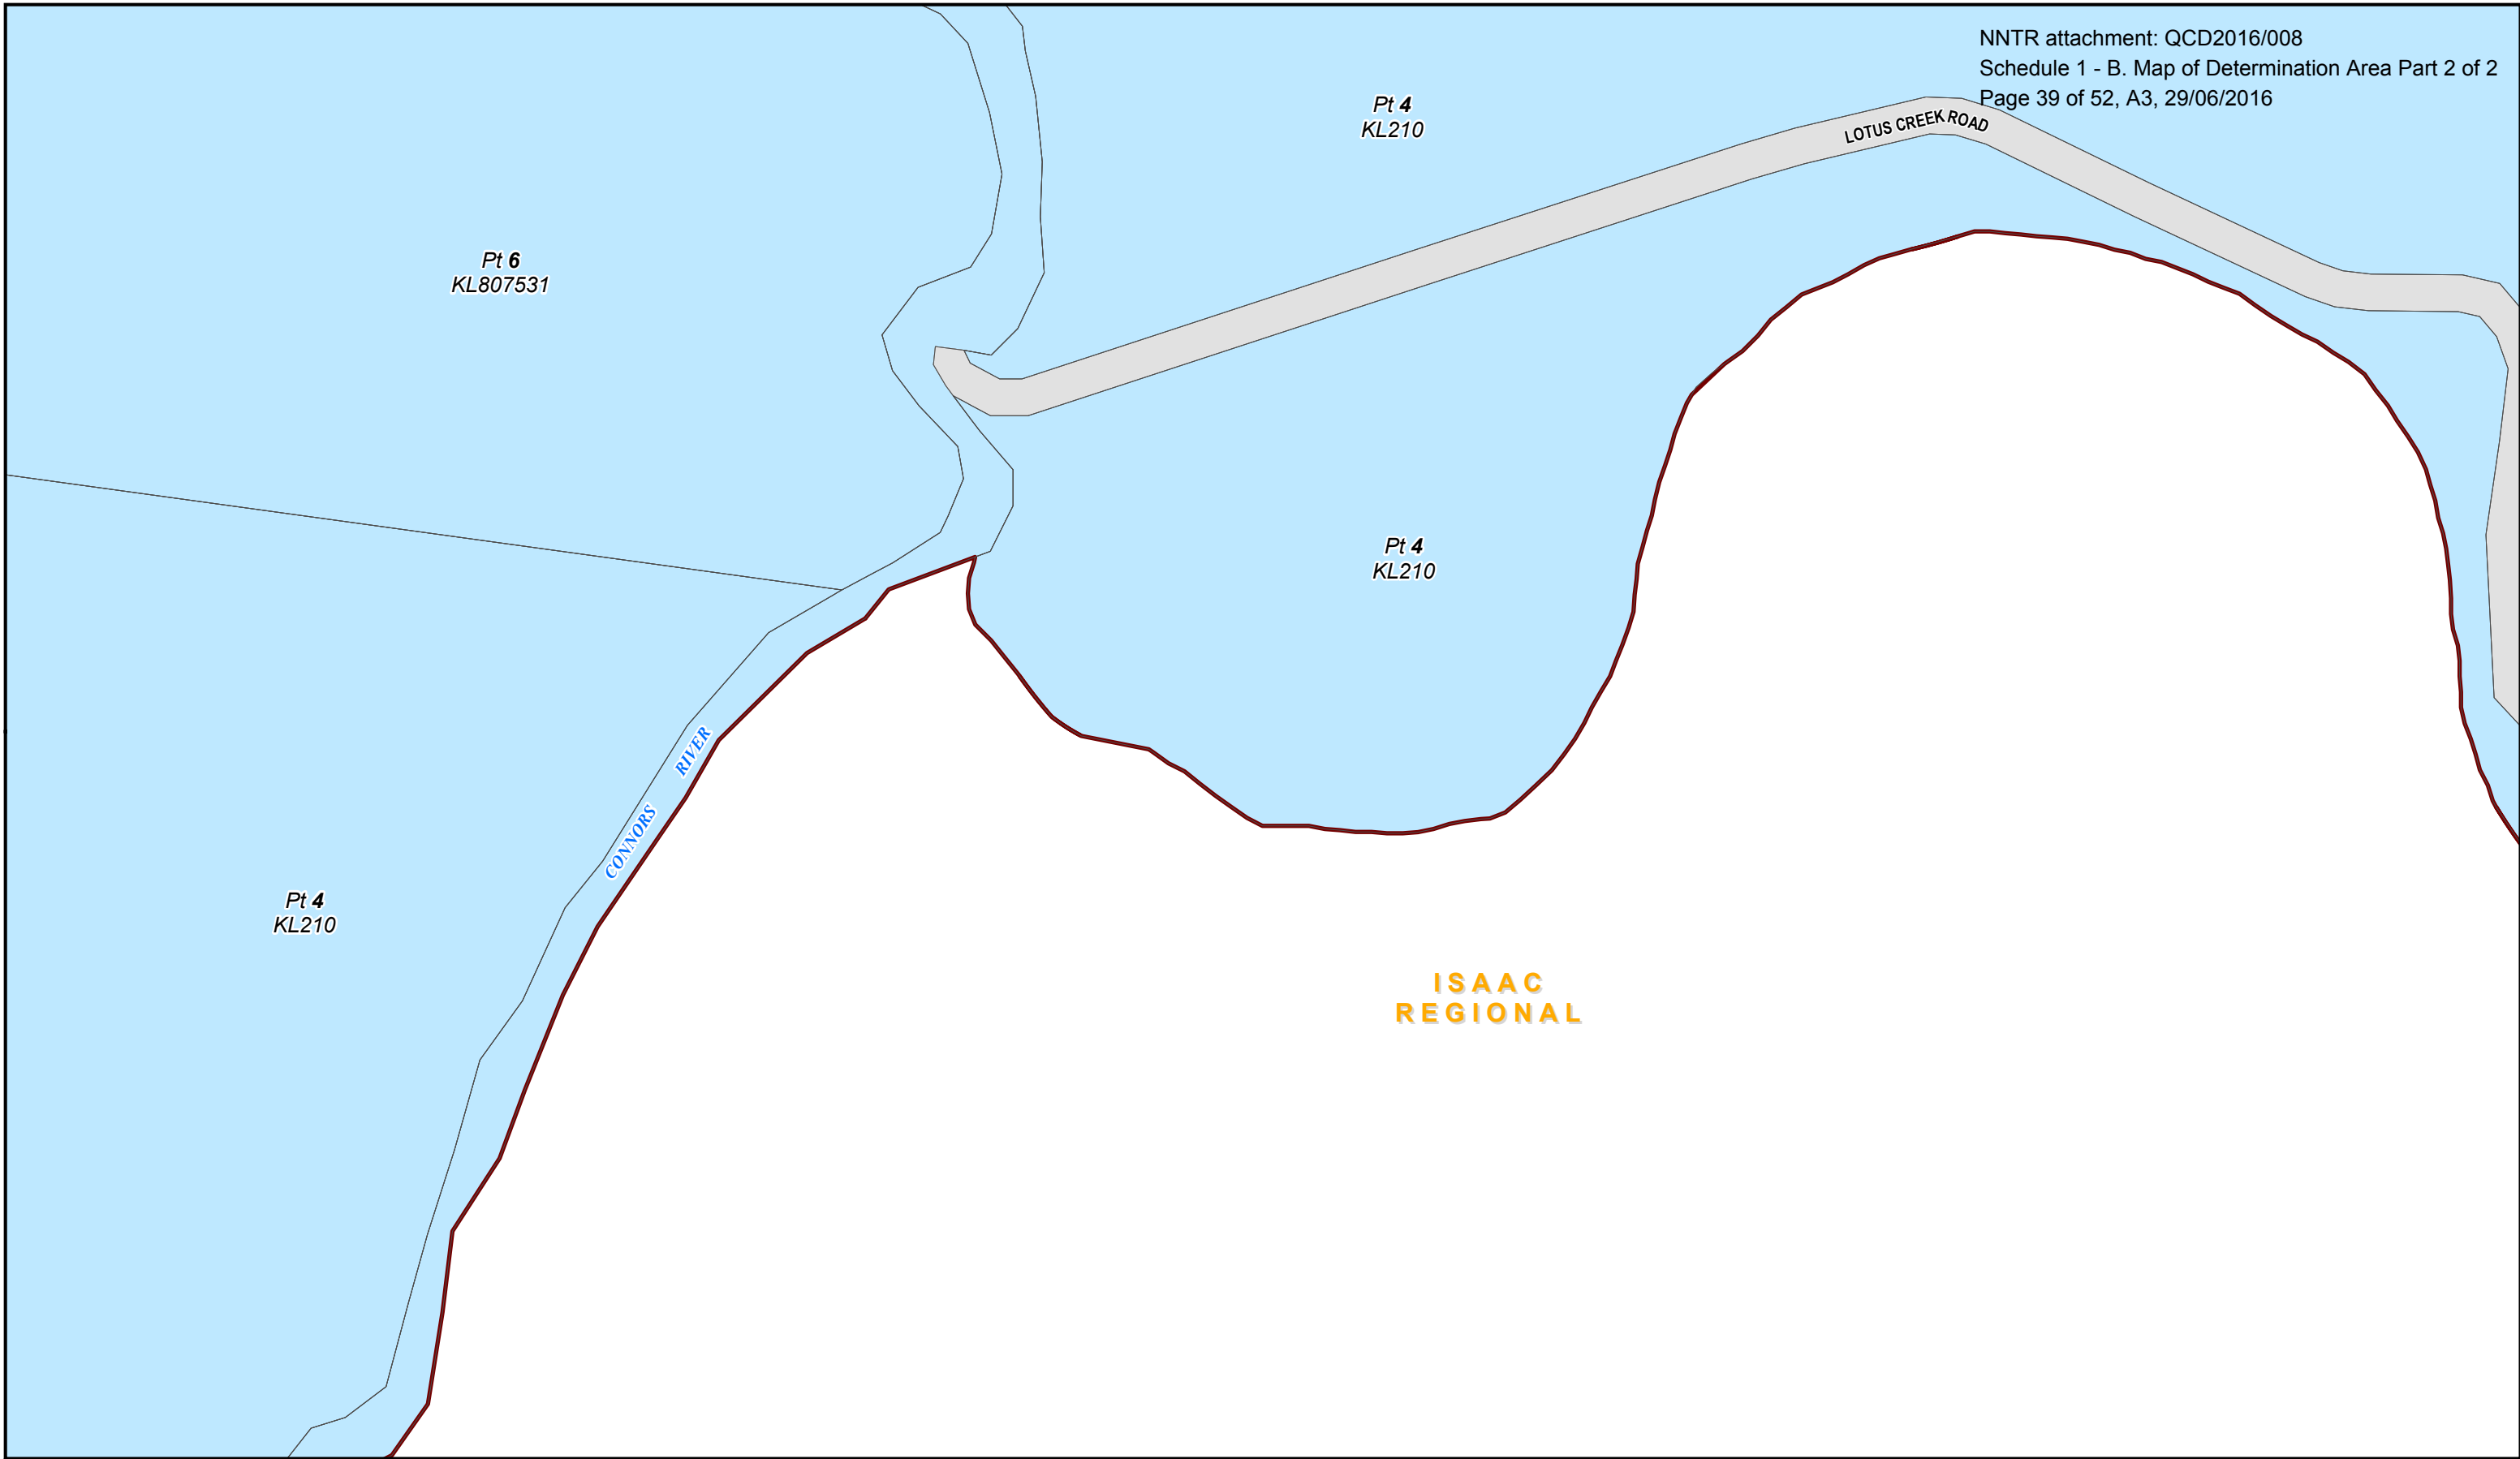 NNTR attachment: QCD2016/008
Schedule 1 - B. Map of Determination Area Part 2 of 2
Page 39 of 52, A3, 29/06/2016
Pt 4
KL210
LOTUS CREEK ROAD
Pt 6
KL807531
Pt 4
KL210
CONNORS RIVER
Pt 4
KL210
ISAAC
REGIONAL